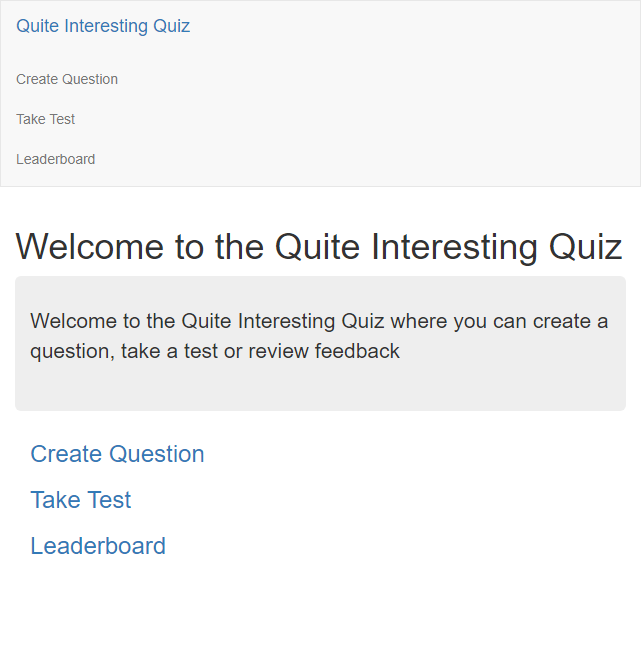 Quite Interesting Quiz
Create Question
Take Test
Leaderboard
Welcome to the Quite Interesting Quiz
Welcome to the Quite Interesting Quiz where you can create a
question, take a test or review feedback
Create Question
Take Test
Leaderboard